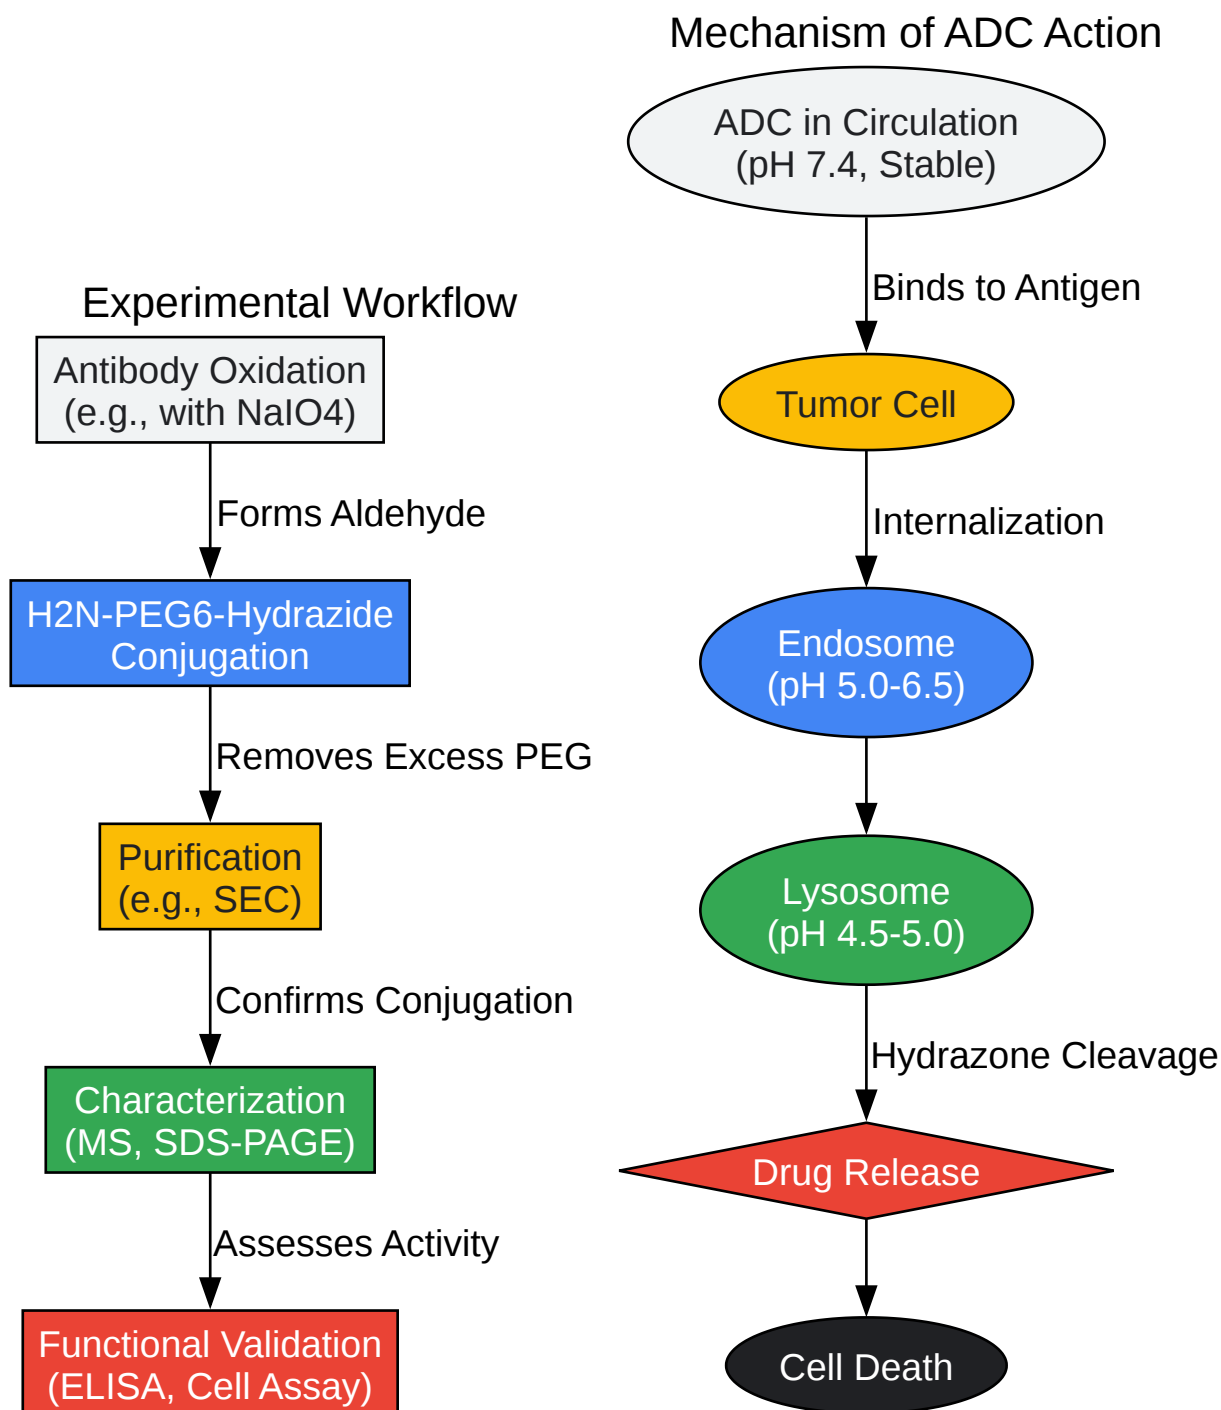 Experimental Workflow
Antibody Oxidation
(e.g., with NaIO4)
Forms Aldehyde
H2N-PEG6-Hydrazide
Conjugation
Removes Excess PEG
Purification
(e.g., SEC)
Confirms Conjugation
Characterization
(MS, SDS-PAGE)
Assesses Activity
Functional Validation
(ELISA, Cell Assay)
Mechanism of ADC Action
ADC in Circulation
(pH 7.4, Stable)
Binds to Antigen
Tumor Cell
Internalization
Endosome
(pH 5.0-6.5)
Lysosome
(pH 4.5-5.0)
Hydrazone Cleavage
Drug Release
Cell Death